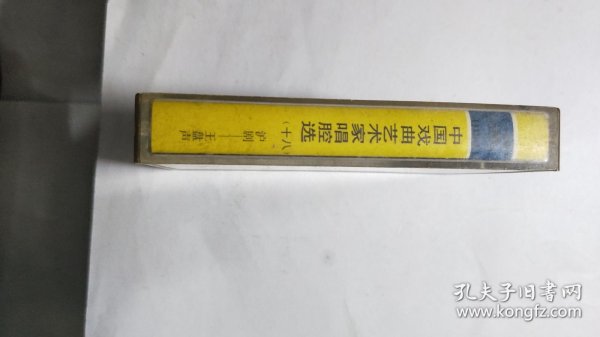 中国戏曲艺术家唱腔选
（十八）
沪剧——王盘声
孔夫子旧书网
www.kongfz.com